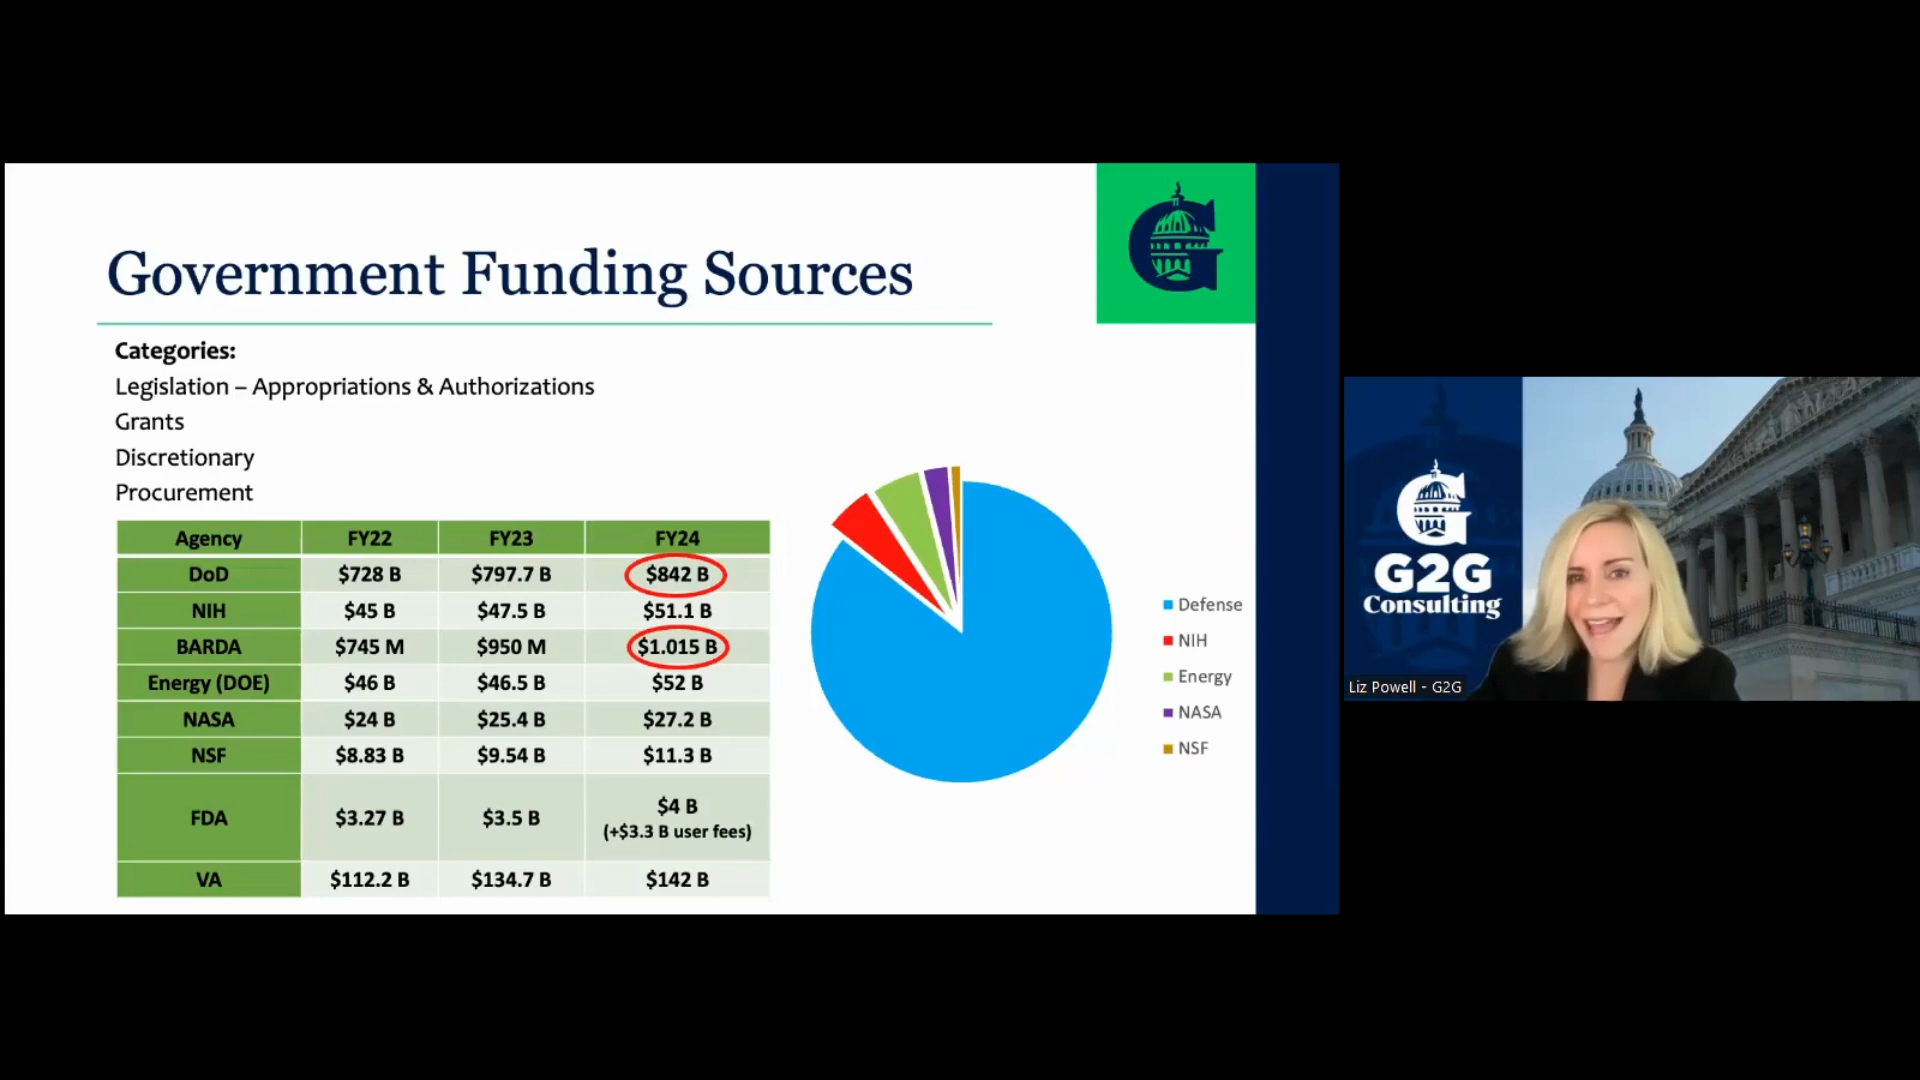 Government Funding Sources
Categories:
Legislation – Appropriations & Authorizations
Grants
Discretionary
Procurement
Agency FY22 FY23 FY24
DoD $728 B $797.7 B $842 B
NIH $45 B $47.5 B $51.1 B
BARDA $745 M $950 M $1.015 B
Energy (DOE) $46 B $46.5 B $52 B
NASA $24 B $25.4 B $27.2 B
NSF $8.83 B $9.54 B $11.3 B
FDA $3.27 B $3.5 B $4 B
(+$3.3 B user fees)
VA $112.2 B $134.7 B $142 B
Defense
NIH
Energy
NASA
NSF
G
G
G2G
Consulting
Liz Powell - G2G